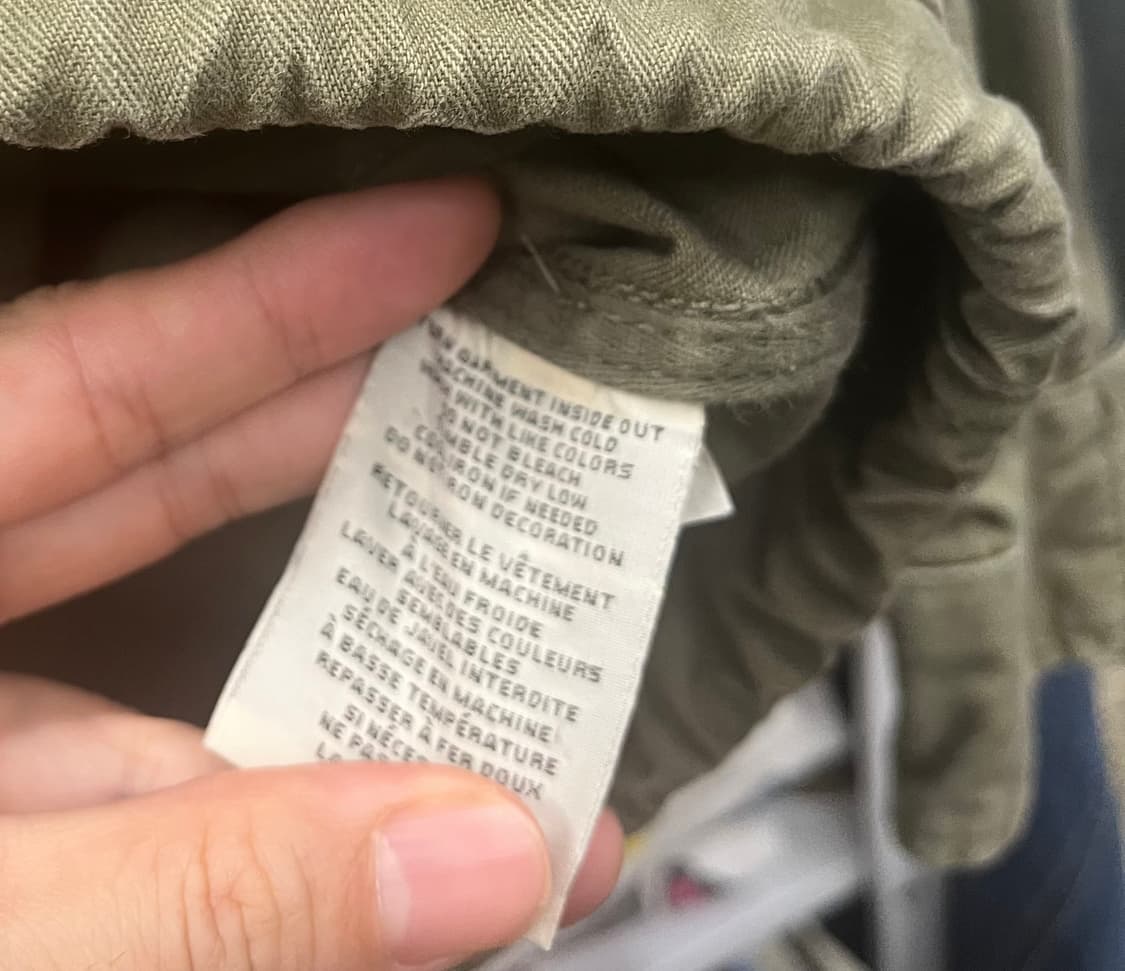 GARMENT INSIDE OUT
MACHINE WASH COLD
WITH LIKE COLORS
DO NOT BLEACH
TUMBLE DRY LOW
IRON IF NEEDED
DO NOT IRON DECORATION
RETOURNER LE VÊTEMENT
LAVAGE EN MACHINE
À L'EAU FROIDE
LAVER AVEC DES COULEURS
SEMBLABLES
EAU DE JAVEL INTERDITE
SÉCHAGE EN MACHINE
À BASSE TEMPÉRATURE
REPASSER À FER DOUX
SI
NE PAS